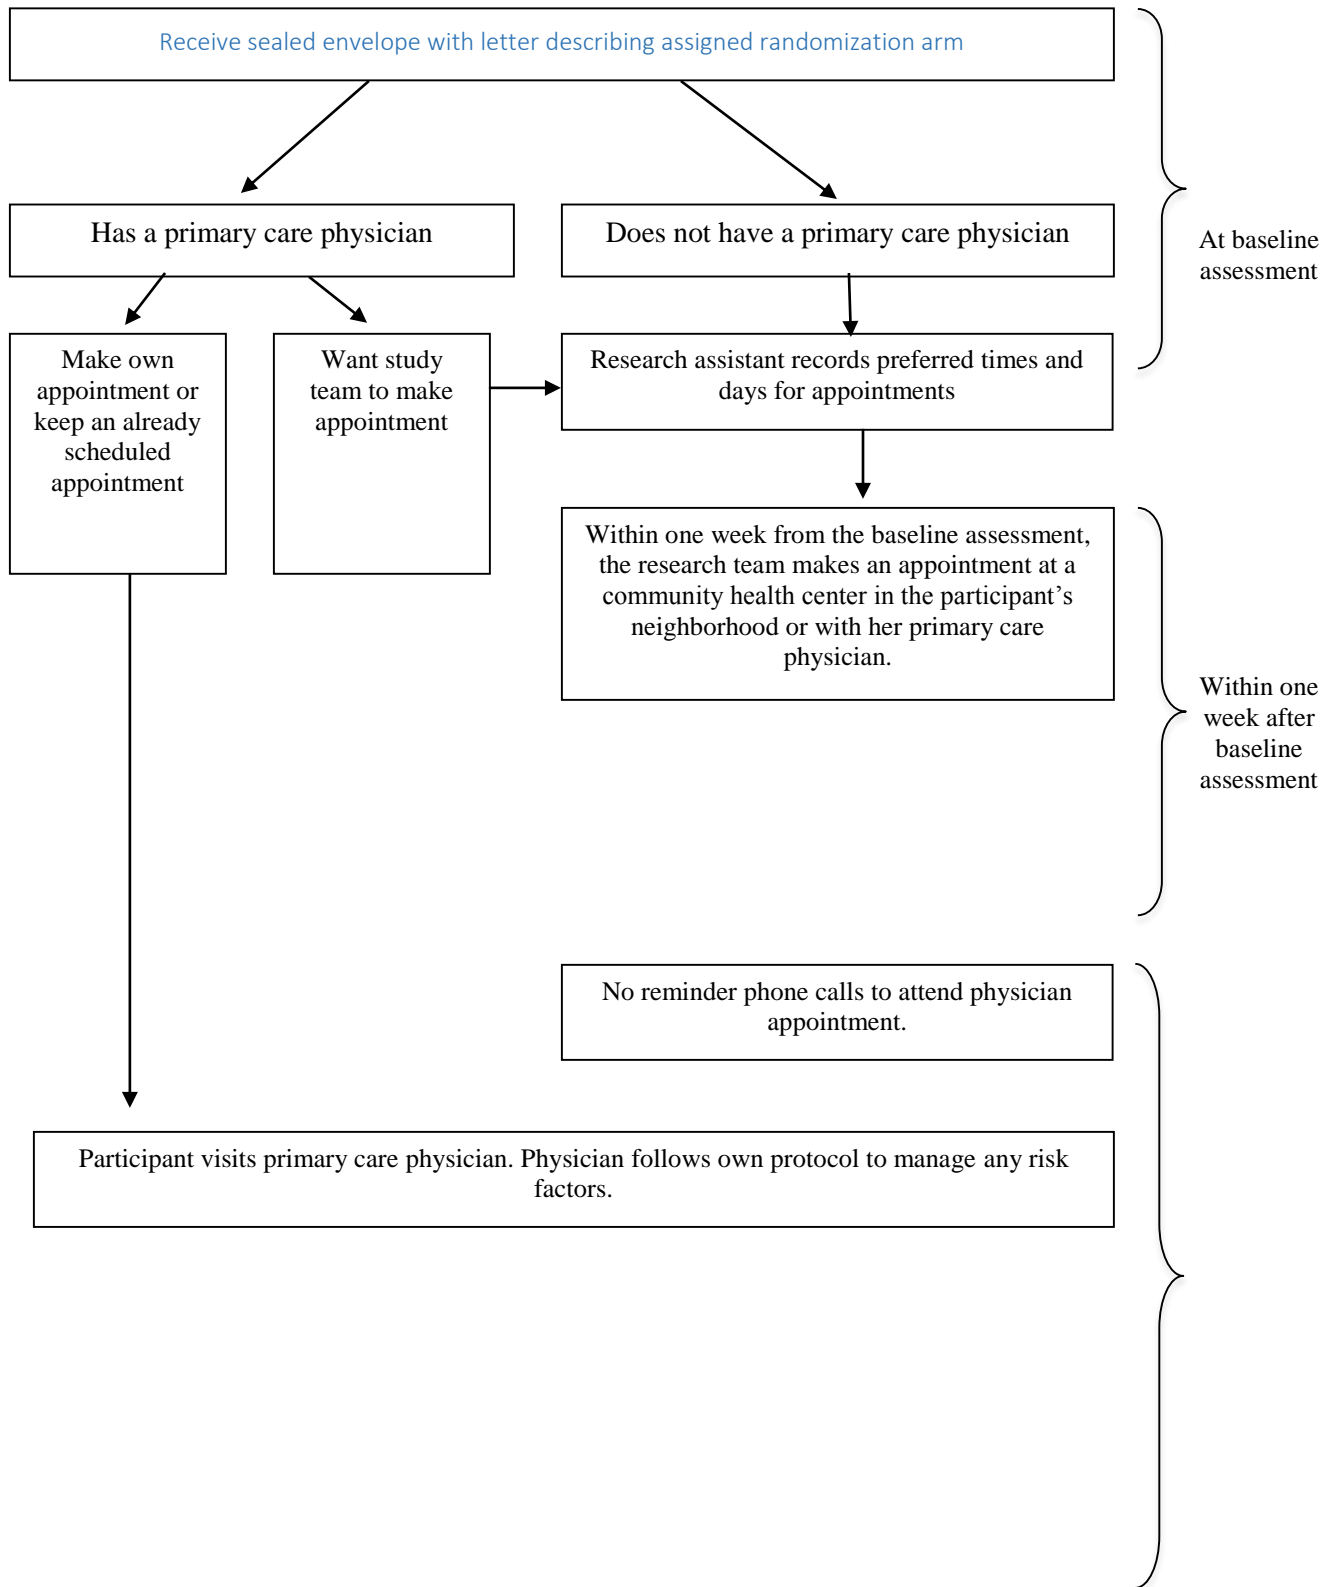 Receive sealed envelope with letter describing assigned randomization arm
Has a primary care physician
Does not have a primary care physician
At baseline
assessment
Make own
appointment or
keep an already
scheduled
appointment
Want study
team to make
appointment
Research assistant records preferred times and
days for appointments
Within one week from the baseline assessment,
the research team makes an appointment at a
community health center in the participant’s
neighborhood or with her primary care
physician.
Within one
week after
baseline
assessment
No reminder phone calls to attend physician
appointment.
Participant visits primary care physician. Physician follows own protocol to manage any risk
factors.